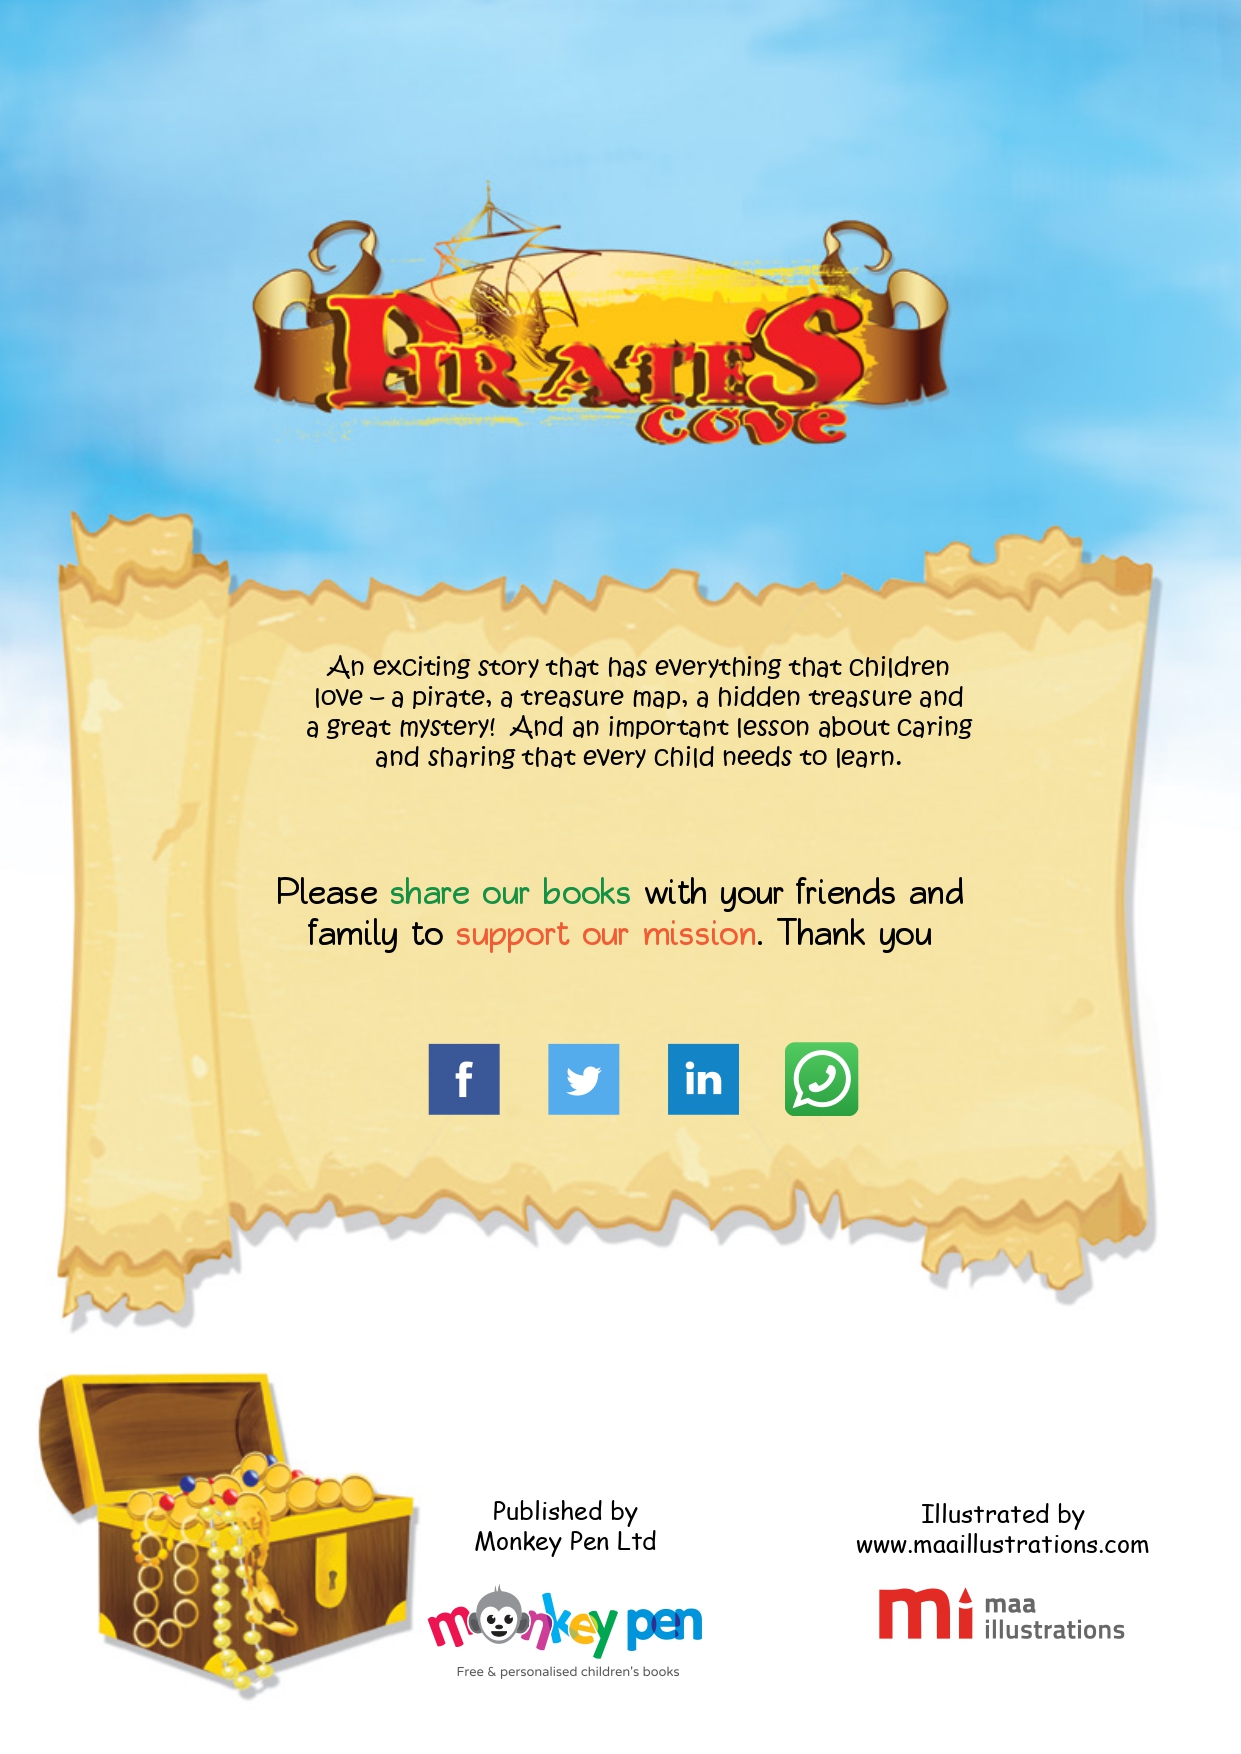 PIRATE'S
cove
An exciting story that has everything that children
love – a pirate, a treasure map, a hidden treasure and
a great mystery!  And an important lesson about caring
and sharing that every child needs to learn.
Please share our books with your friends and
family to support our mission. Thank you
f
in
Published by
Monkey Pen Ltd
monkey pen
Free & personalised children's books
Illustrated by
www.maaillustrations.com
mi maa
illustrations